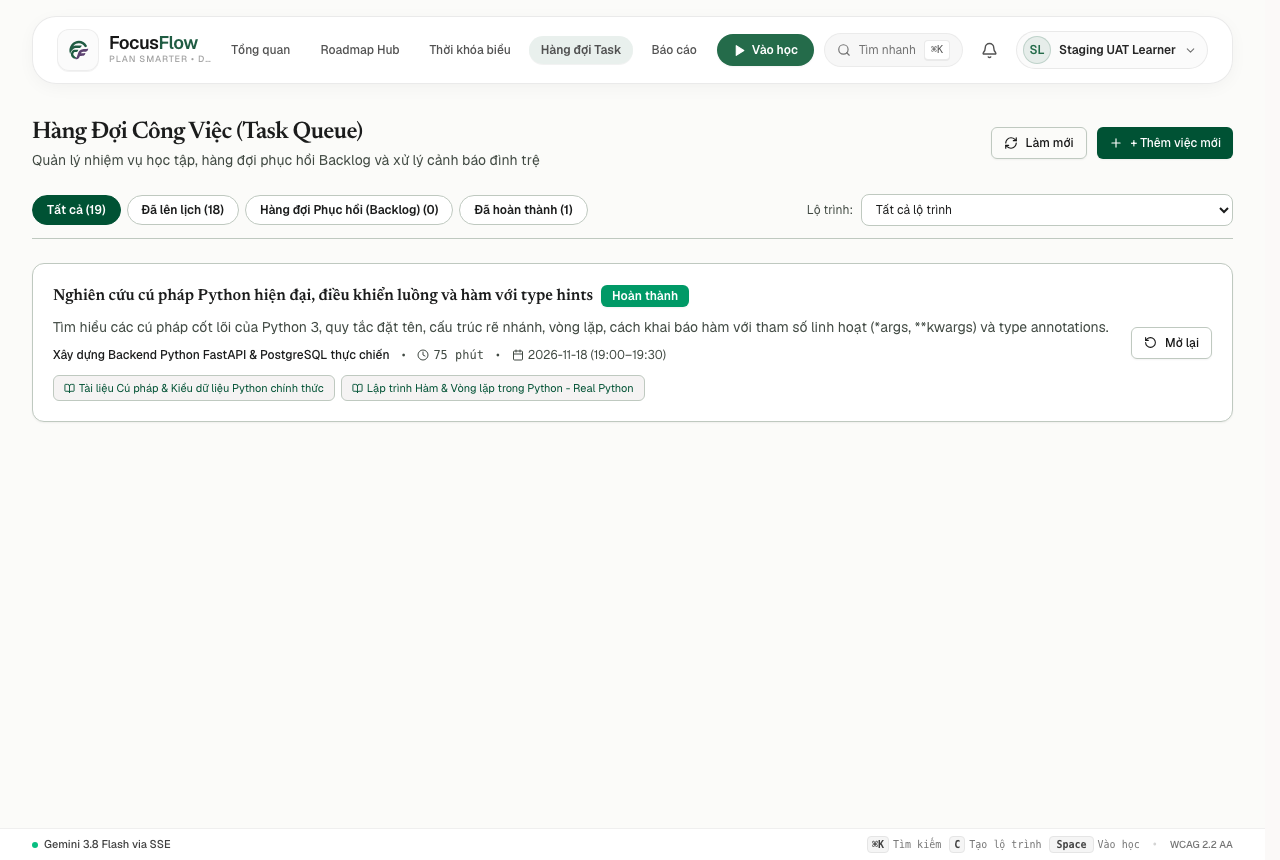 FocusFlow
PLAN SMARTER • D...
Tổng quan
Roadmap Hub
Thời khóa biểu
Hàng đợi Task
Báo cáo
Vào học
Tìm nhanh
⌘K
SL
Staging UAT Learner
Hàng Đợi Công Việc (Task Queue)
Quản lý nhiệm vụ học tập, hàng đợi phục hồi Backlog và xử lý cảnh báo đình trệ
Làm mới
+ Thêm việc mới
Tất cả (19)
Đã lên lịch (18)
Hàng đợi Phục hồi (Backlog) (0)
Đã hoàn thành (1)
Lộ trình:
Tất cả lộ trình
Nghiên cứu cú pháp Python hiện đại, điều khiển luồng và hàm với type hints
Hoàn thành
Tìm hiểu các cú pháp cốt lõi của Python 3, quy tắc đặt tên, cấu trúc rẽ nhánh, vòng lặp, cách khai báo hàm với tham số linh hoạt (*args, **kwargs) và type annotations.
Xây dựng Backend Python FastAPI & PostgreSQL thực chiến • 75 phút • 2026-11-18 (19:00–19:30)
Mở lại
Tài liệu Cú pháp & Kiểu dữ liệu Python chính thức
Lập trình Hàm & Vòng lặp trong Python - Real Python
Gemini 3.8 Flash via SSE
⌘K Tìm kiếm
C Tạo lộ trình
Space Vào học
•
WCAG 2.2 AA